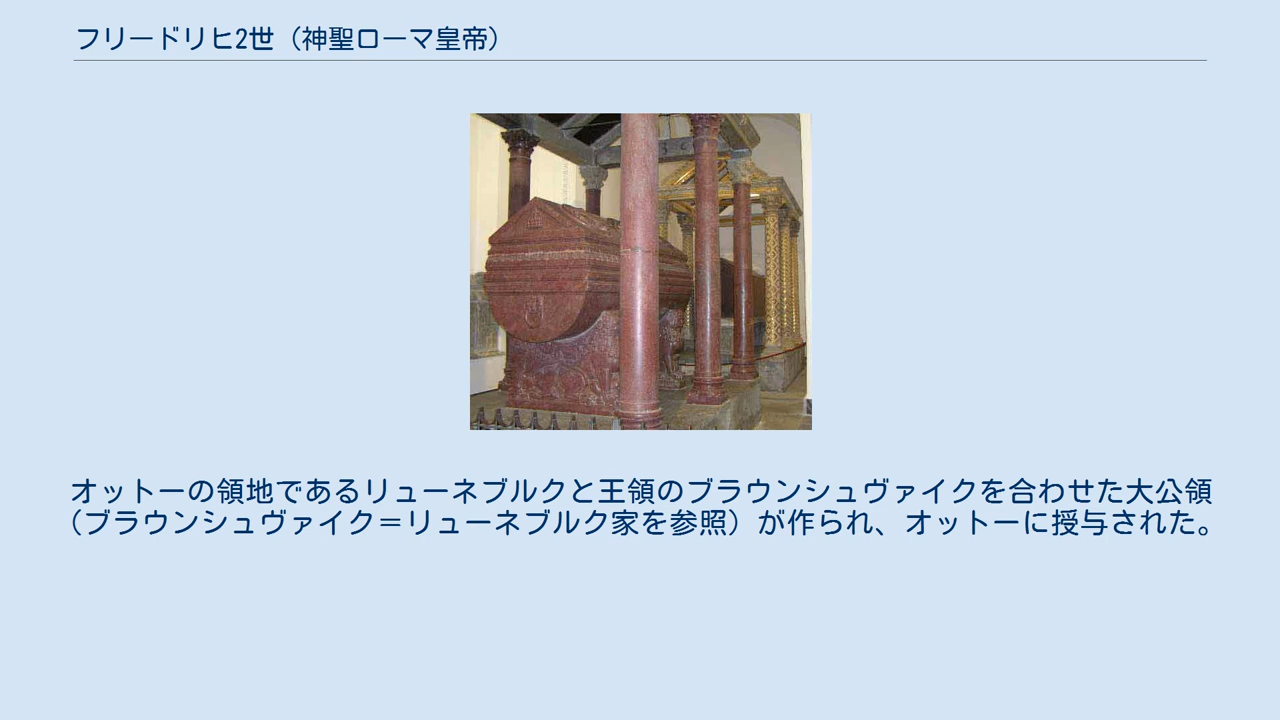 フリードリヒ2世（神聖ローマ皇帝）
オットーの領地であるリューネブルクと王領のブラウンシュヴァイクを合わせた大公領
（ブラウンシュヴァイク＝リューネブルク家を参照）が作られ、オットーに授与された。